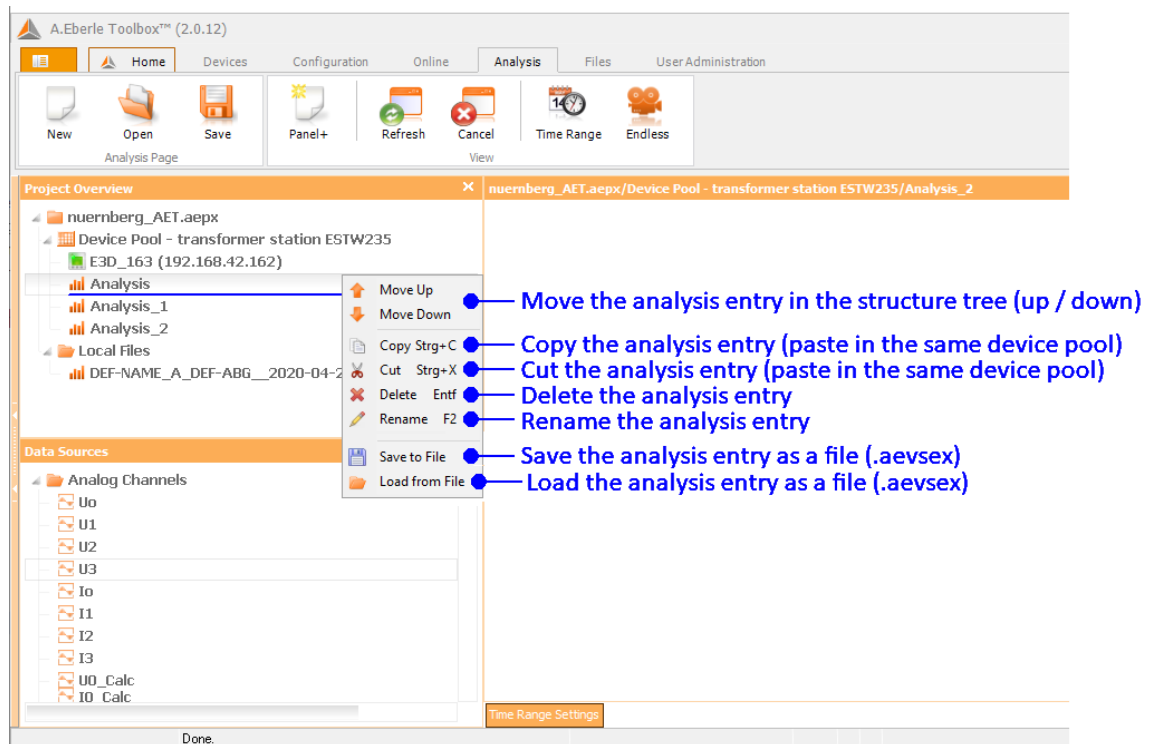 A.Eberle Toolbox™ (2.0.12)
Home Devices Configuration Online Analysis Files User Administration
New Open Save Panel+ Refresh Cancel Time Range Endless
Analysis Page View
Project Overview
nuernberg_AET.aepx/Device Pool - transformer station ESTW235/Analysis_2
nuernberg_AET.aepx
Device Pool - transformer station ESTW235
E3D_163 (192.168.42.162)
Analysis
Analysis_1
Analysis_2
Local Files
DEF-NAME_A_DEF-ABG__2020-04-2
Move Up
Move Down
Move the analysis entry in the structure tree (up / down)
Copy Strg+C Copy the analysis entry (paste in the same device pool)
Cut Strg+X Cut the analysis entry (paste in the same device pool)
Delete Entf Delete the analysis entry
Rename F2 Rename the analysis entry
Save to File Save the analysis entry as a file (.aevsex)
Load from File Load the analysis entry as a file (.aevsex)
Data Sources
Analog Channels
Uo
U1
U2
U3
Io
I1
I2
I3
U0_Calc
I0_Calc
Time Range Settings
Done.